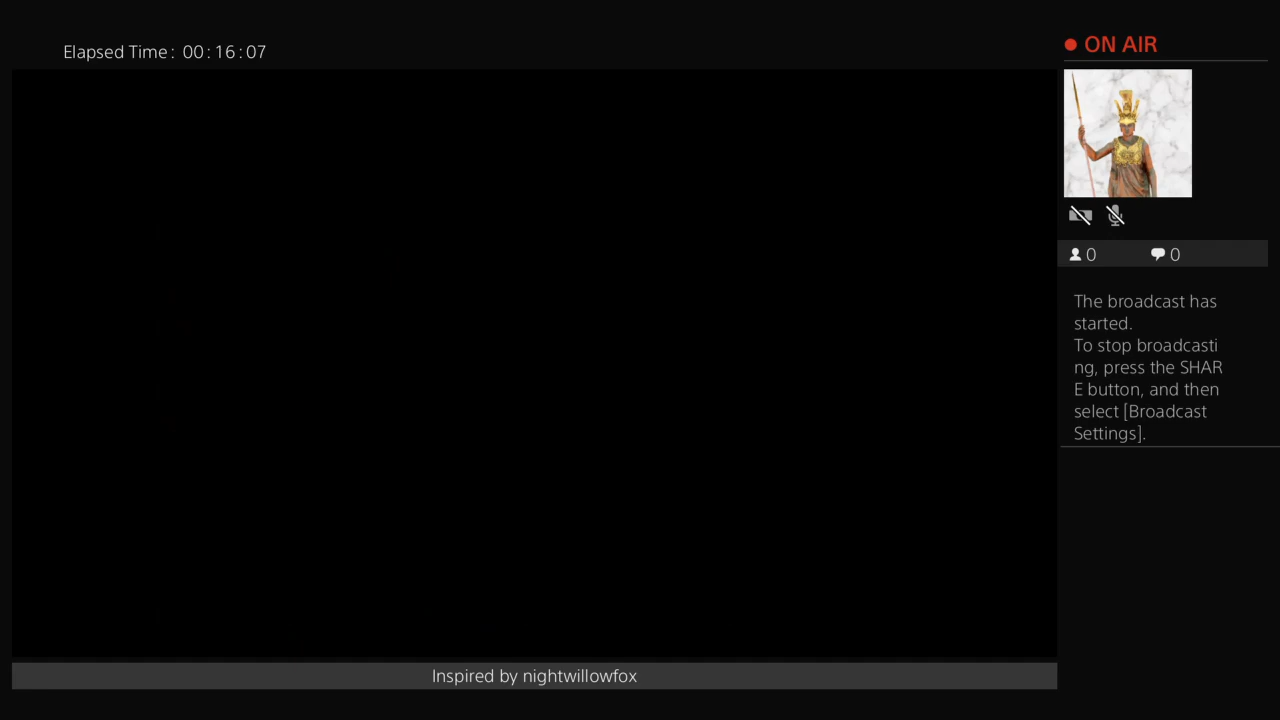 Elapsed Time: 00:16:07
ON AIR
0 0
The broadcast has
started.
To stop broadcasti
ng, press the SHAR
E button, and then
select [Broadcast
Settings].
Inspired by nightwillowfox